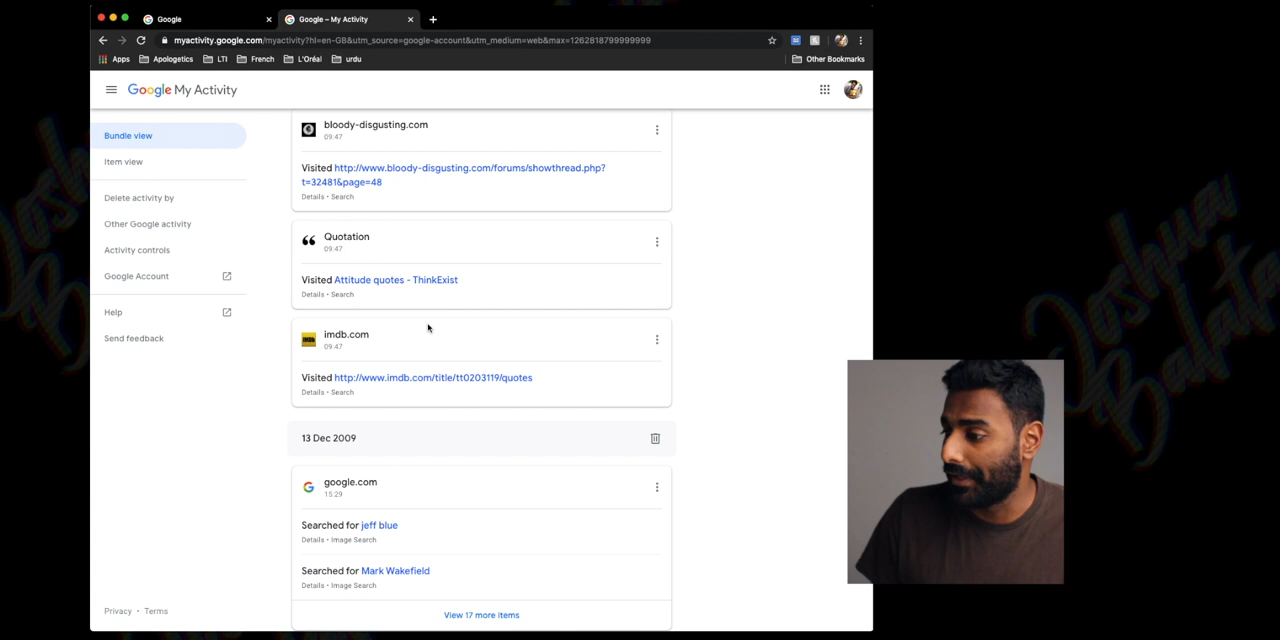 Google
Google – My Activity
myactivity.google.com/myactivity?hl=en-GB&utm_source=google-account&utm_medium=web&max=1262818799999999
Apps
Apologetics
LTI
French
L'Oréal
urdu
Other Bookmarks
Google My Activity
Bundle view
Item view
Delete activity by
Other Google activity
Activity controls
Google Account
Help
Send feedback
Privacy • Terms
bloody-disgusting.com
09:47
Visited http://www.bloody-disgusting.com/forums/showthread.php?
t=32481&page=48
Details • Search
Quotation
09:47
Visited Attitude quotes - ThinkExist
Details • Search
imdb.com
09:47
Visited http://www.imdb.com/title/tt0203119/quotes
Details • Search
13 Dec 2009
google.com
15:29
Searched for jeff blue
Details • Image Search
Searched for Mark Wakefield
Details • Image Search
View 17 more items
Joshua